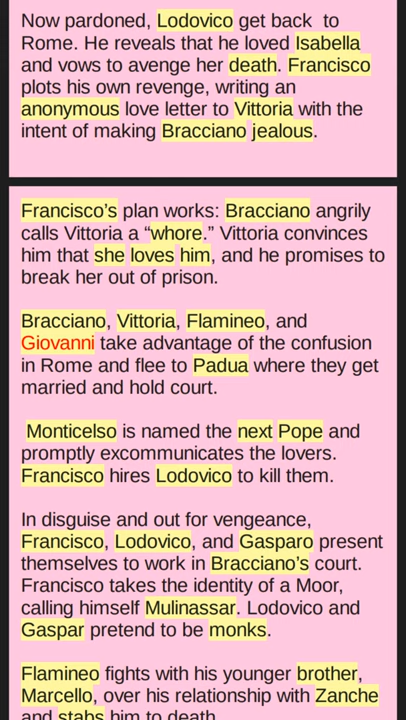 Now pardoned, Lodovico get back  to
Rome. He reveals that he loved Isabella
and vows to avenge her death. Francisco
plots his own revenge, writing an
anonymous love letter to Vittoria with the
intent of making Bracciano jealous.
Francisco’s plan works: Bracciano angrily
calls Vittoria a “whore.” Vittoria convinces
him that she loves him, and he promises to
break her out of prison.
Bracciano, Vittoria, Flamineo, and
Giovanni take advantage of the confusion
in Rome and flee to Padua where they get
married and hold court.
Monticelso is named the next Pope and
promptly excommunicates the lovers.
Francisco hires Lodovico to kill them.
In disguise and out for vengeance,
Francisco, Lodovico, and Gasparo present
themselves to work in Bracciano’s court.
Francisco takes the identity of a Moor,
calling himself Mulinassar. Lodovico and
Gaspar pretend to be monks.
Flamineo fights with his younger brother,
Marcello, over his relationship with Zanche
and stabs him to death